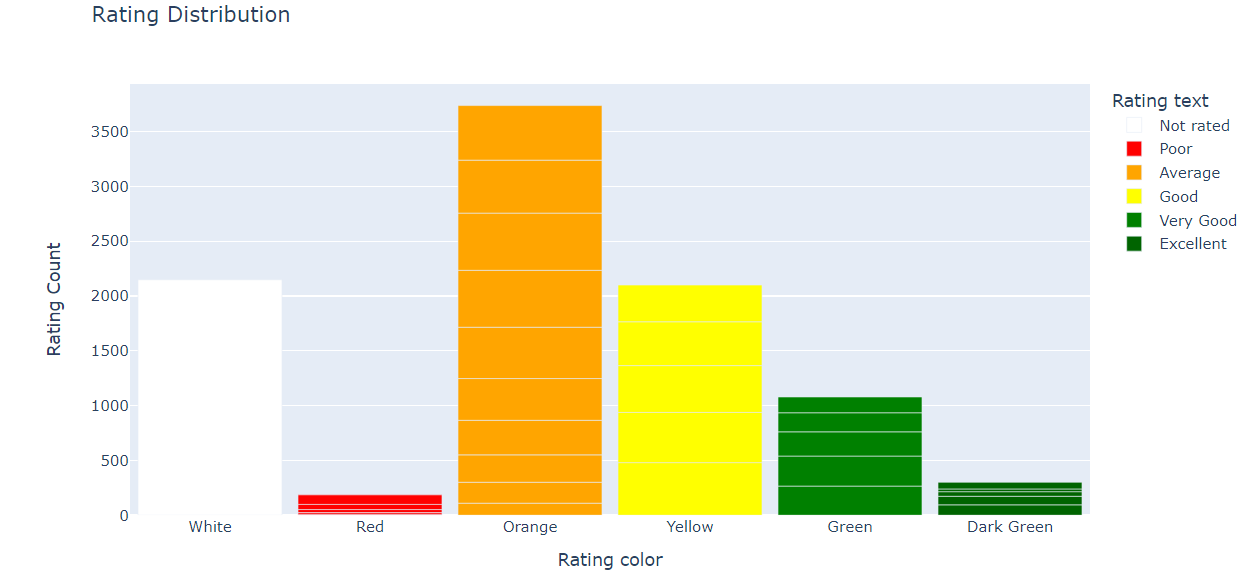 Rating Distribution
Rating Count
3500
3000
2500
2000
1500
1000
500
0
White
Red
Orange
Yellow
Green
Dark Green
Rating color
Rating text
Not rated
Poor
Average
Good
Very Good
Excellent